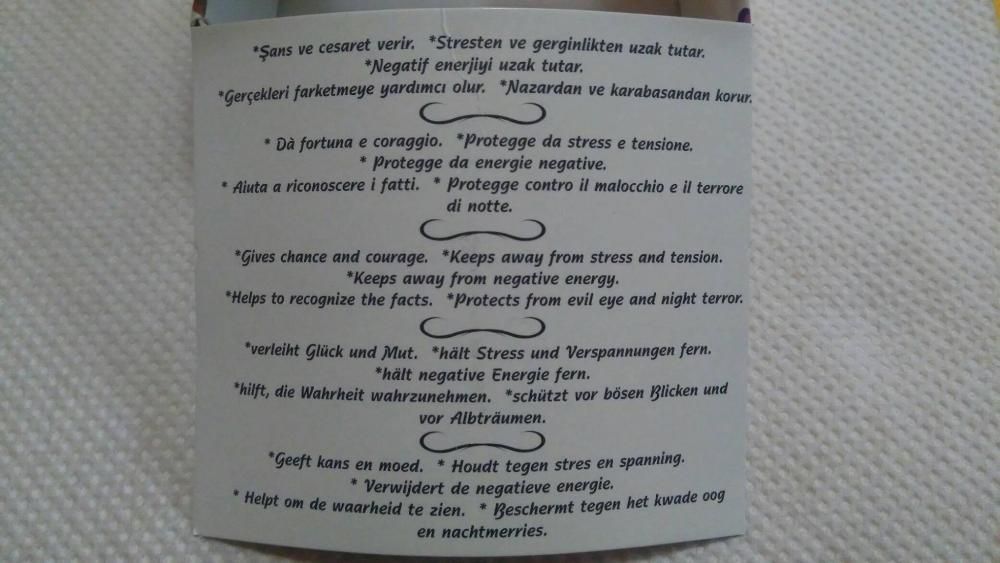 *Şans ve cesaret verir. *Stresten ve gerginlikten uzak tutar.
*Negatif enerjiyi uzak tutar.
*Gerçekleri farketmeye yardımcı olur. *Nazardan ve karabasandan korur.
* Dà fortuna e coraggio. *Protegge da stress e tensione.
* Protegge da energie negative.
* Aiuta a riconoscere i fatti. * Protegge contro il malocchio e il terrore
di notte.
*Gives chance and courage. *Keeps away from stress and tension.
*Keeps away from negative energy.
*Helps to recognize the facts. *Protects from evil eye and night terror.
*verleiht Glück und Mut. *hält Stress und Verspannungen fern.
*hält negative Energie fern.
*hilft, die Wahrheit wahrzunehmen. *schützt vor bösen Blicken und
vor Albträumen.
*Geeft kans en moed. * Houdt tegen stres en spanning.
* Verwijdert de negatieve energie.
* Helpt om de waarheid te zien. * Beschermt tegen het kwade oog
en nachtmerries.